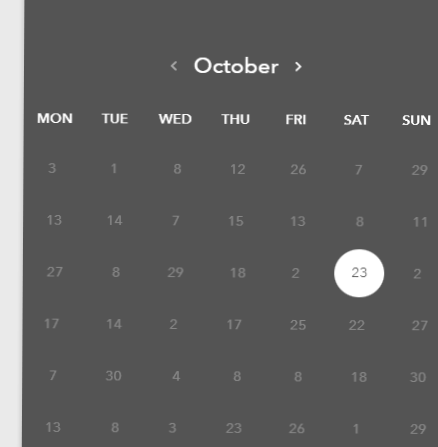 ‹ October ›
MON TUE WED THU FRI SAT SUN
3 1 8 12 26 7 29
13 14 7 15 13 8 11
27 8 29 18 2 23 2
17 14 2 17 25 22 27
7 30 4 8 8 18 30
13 8 3 23 26 1 29